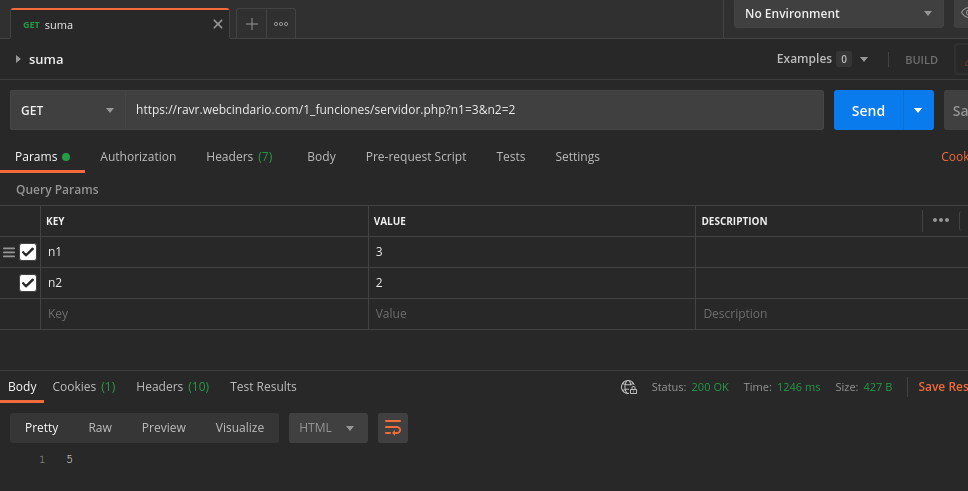 GET suma
No Environment
suma
Examples 0
BUILD
GET
https://ravr.webcindario.com/1_funciones/servidor.php?n1=3&n2=2
Send
Sa
Params
Authorization
Headers (7)
Body
Pre-request Script
Tests
Settings
Cook
Query Params
KEY VALUE DESCRIPTION
n1 3
n2 2
Key Value Description
Body Cookies (1) Headers (10) Test Results Status: 200 OK Time: 1246 ms Size: 427 B Save Res
Pretty Raw Preview Visualize HTML
1 5